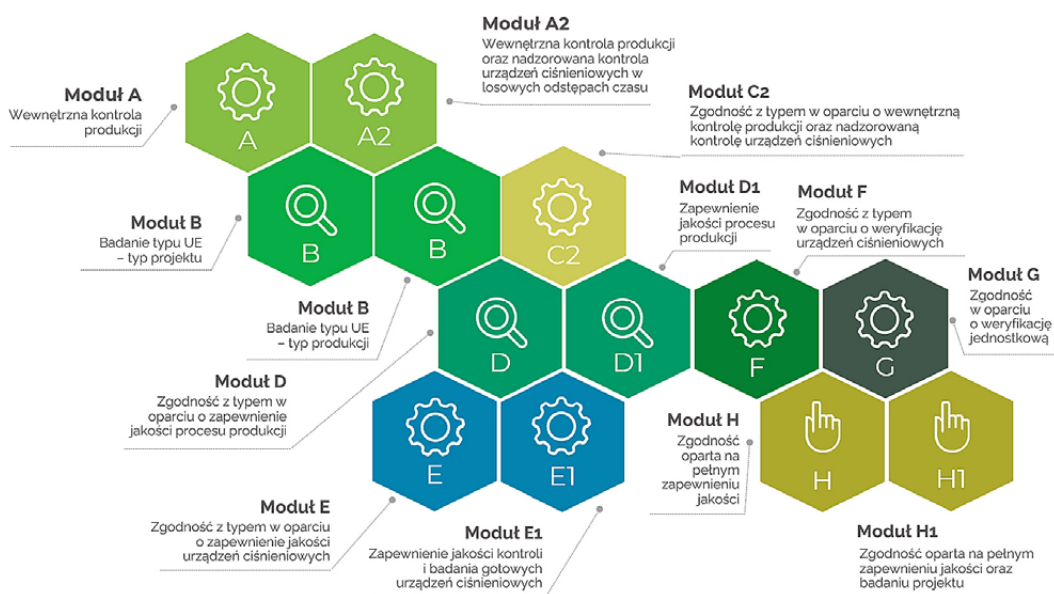 Moduł A2
Wewnętrzna kontrola produkcji
oraz nadzorowana kontrola
urządzeń ciśnieniowych w
losowych odstępach czasu
Moduł A
Wewnętrzna kontrola
produkcji
A
A2
Moduł C2
Zgodność z typem w oparciu o wewnętrzną
kontrolę produkcji oraz nadzorowaną
kontrolę urządzeń ciśnieniowych
Moduł B
Badanie typu UE
– typ projektu
B
B
C2
Moduł D1
Zapewnienie
jakości procesu
produkcji
Moduł F
Zgodność z typem
w oparciu o weryfikację
urządzeń ciśnieniowych
Moduł G
Zgodność
w oparciu
o weryfikację
jednostkową
Moduł B
Badanie typu UE
– typ produkcji
D
D1
F
G
Moduł D
Zgodność z typem w
oparciu o zapewnienie
jakości procesu produkcji
E
E1
Moduł H
Zgodność
oparta na
pełnym
zapewnieniu
jakości
H
H1
Moduł E
Zgodność z typem w oparciu
o zapewnienie jakości
urządzeń ciśnieniowych
Moduł E1
Zapewnienie jakości kontroli
i badania gotowych
urządzeń ciśnieniowych
Moduł H1
Zgodność oparta na pełnym
zapewnieniu jakości oraz
badaniu projektu